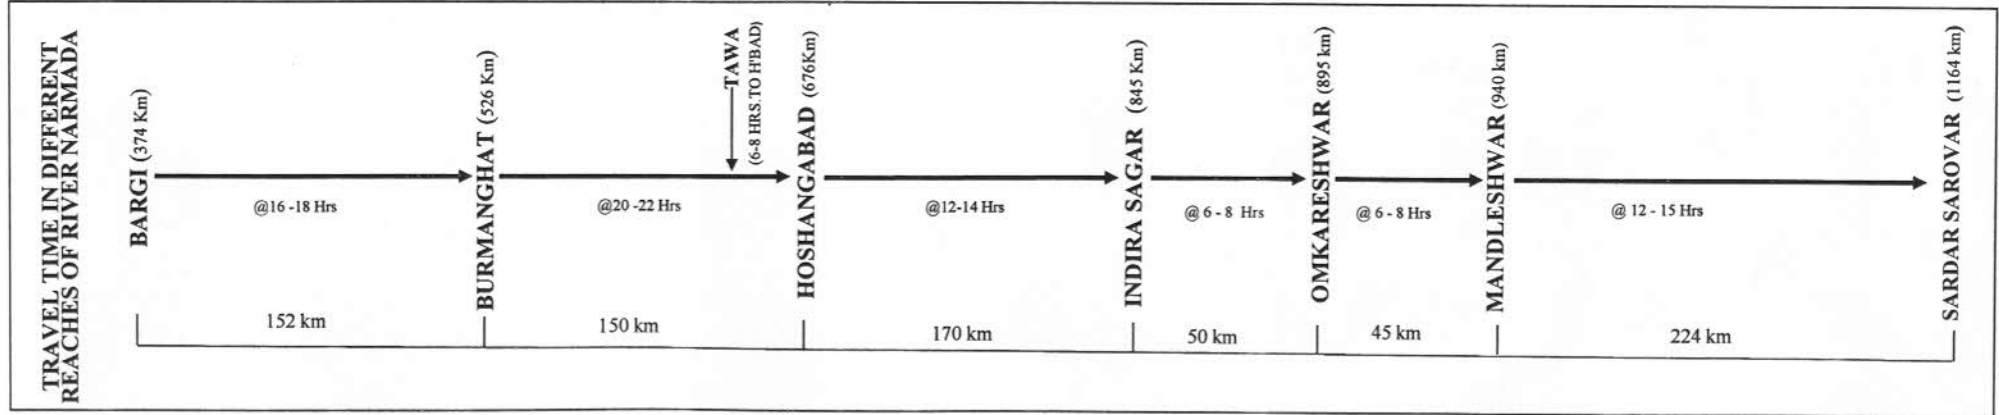 TRAVEL TIME IN DIFFERENT
REACHES OF RIVER NARMADA
BARGI (374 Km)
@16 -18 Hrs
BURMANGHAT (526 Km)
@20 -22 Hrs
TAWA
(6-8 HRS.TO H'BAD)
HOSHANGABAD (676Km)
@12-14 Hrs
INDIRA SAGAR (845 Km)
@ 6 - 8 Hrs
OMKARESHWAR (895 km)
@ 6 - 8 Hrs
MANDLESHWAR (940 km)
@ 12 - 15 Hrs
SARDAR SAROVAR (1164 km)
152 km
150 km
170 km
50 km
45 km
224 km